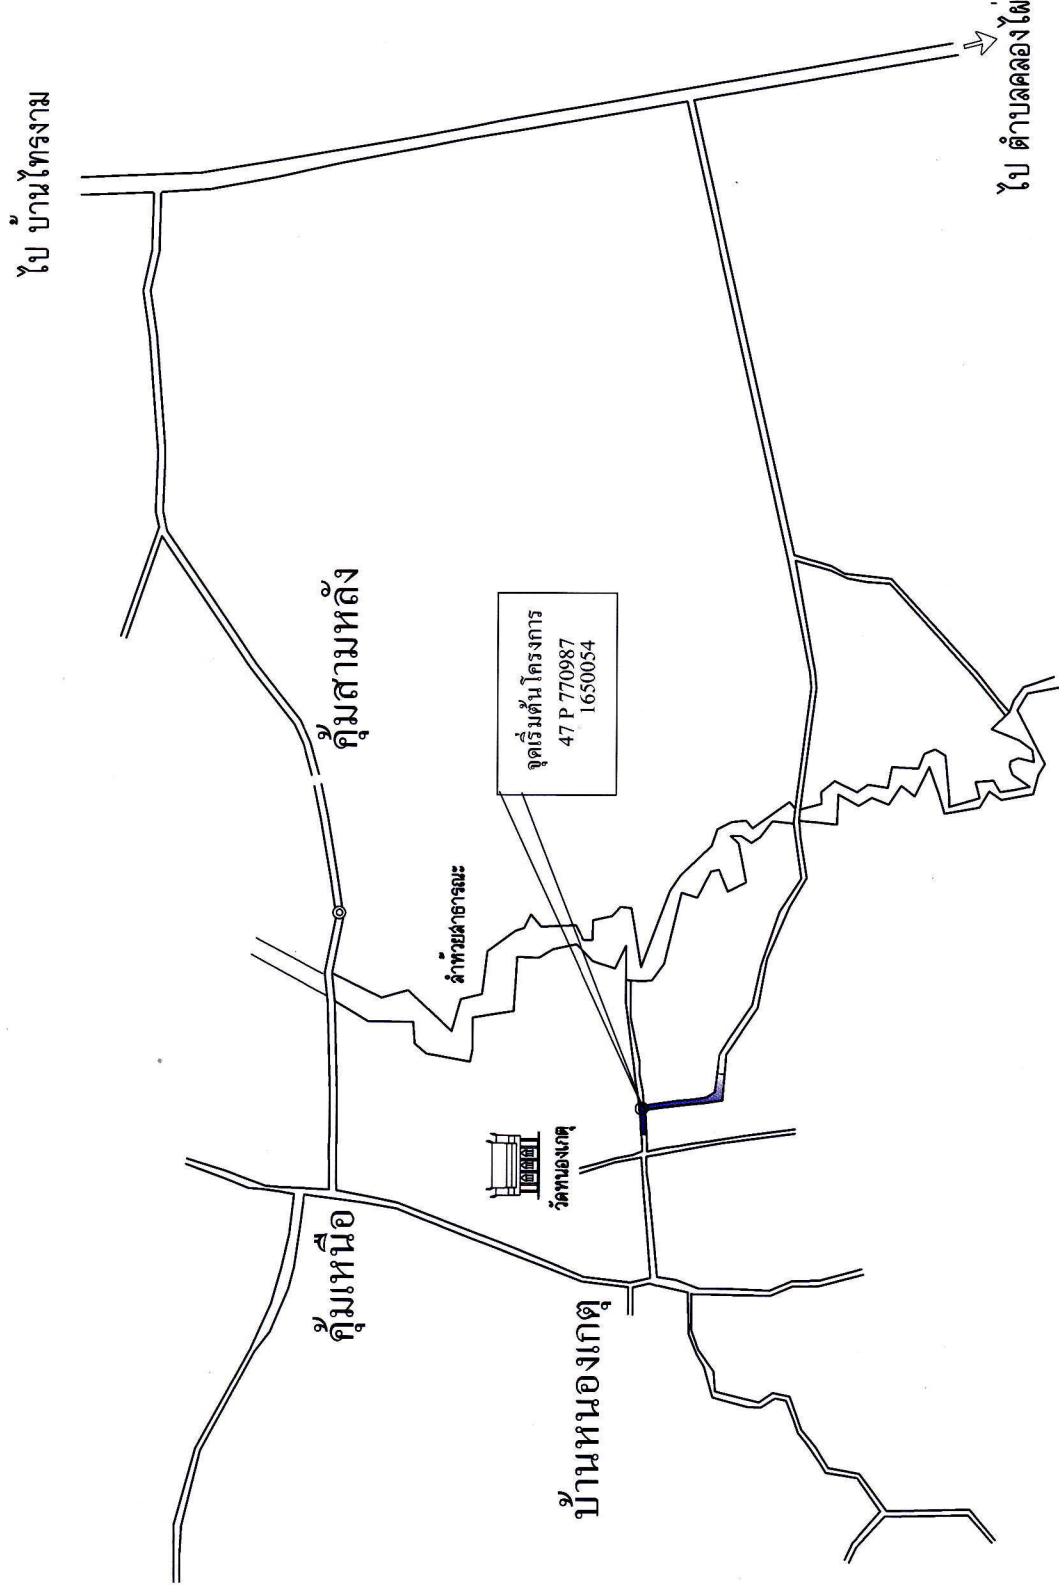 ไป บ้านไทรงาม
คุ้มเหนือ
คุ้มสามหลัง
ลำห้วยสาธารณะ
จุดเริ่มต้นโครงการ
47 P 770987
1650054
วัดหนองเกตุ
บ้านหนองเกตุ
ไป ตำบลคลองไผ่